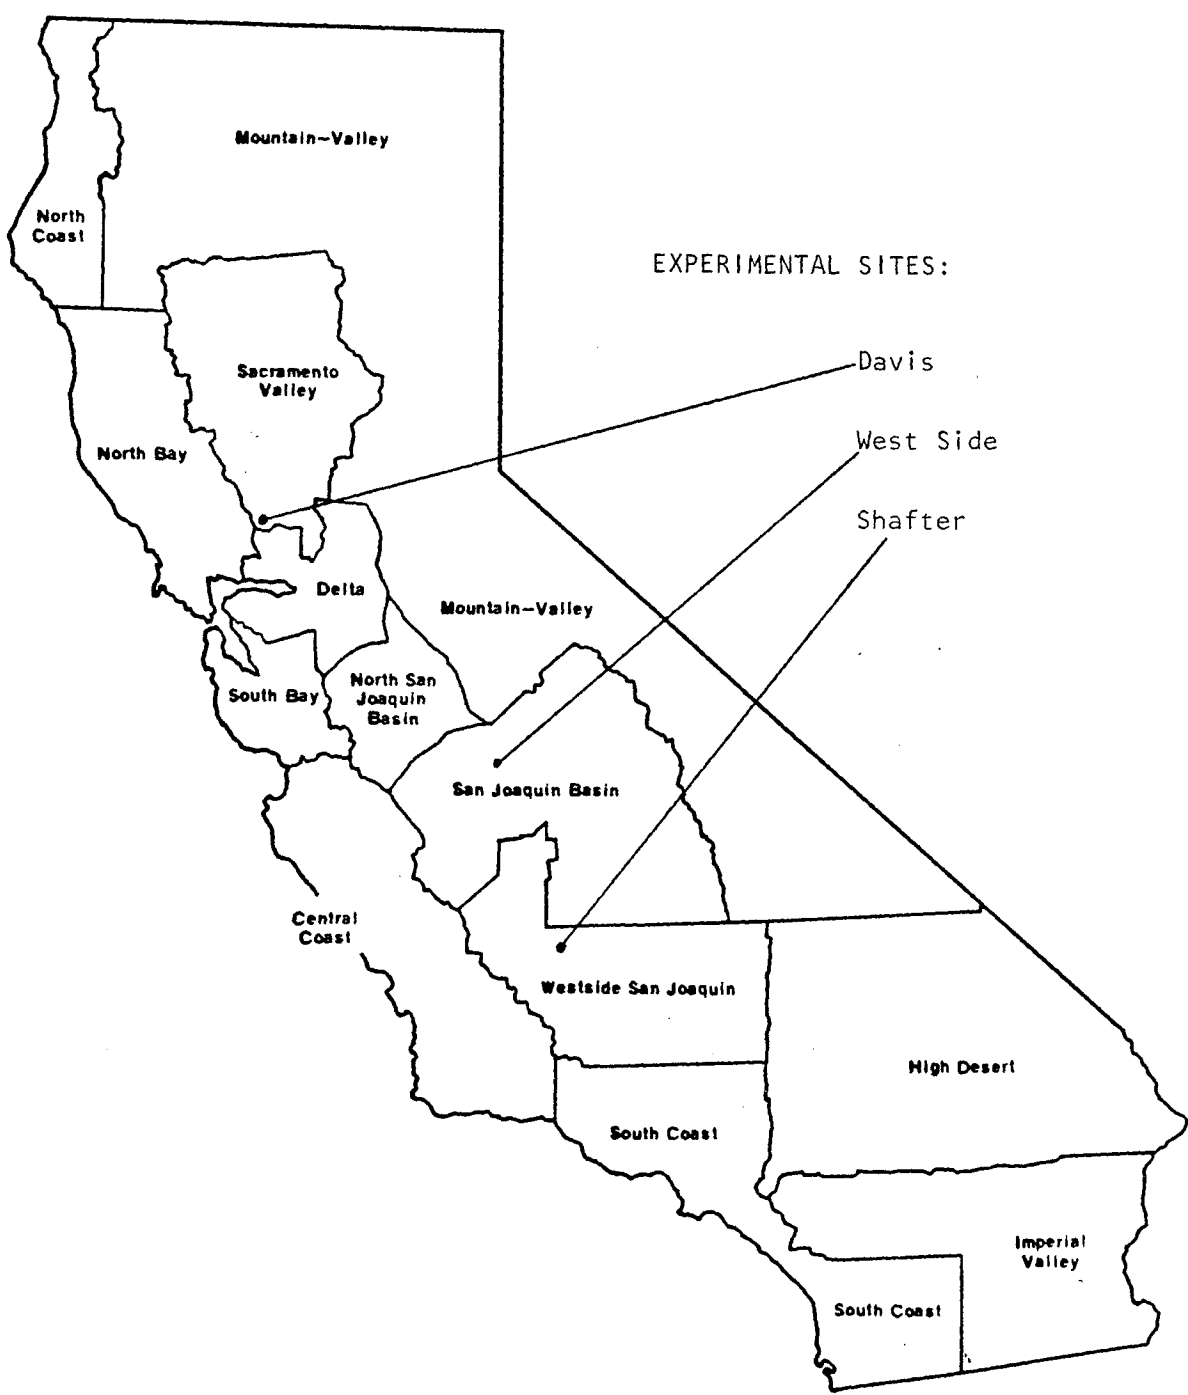 Mountain-Valley
North
Coast
EXPERIMENTAL SITES:
Davis
Sacramento
Valley
West Side
North Bay
Shafter
Delta
Mountain-Valley
North San
Joaquin
Basin
South Bay
San Joaquin Basin
Central
Coast
Westside San Joaquin
High Desert
South Coast
Imperial
Valley
South Coast